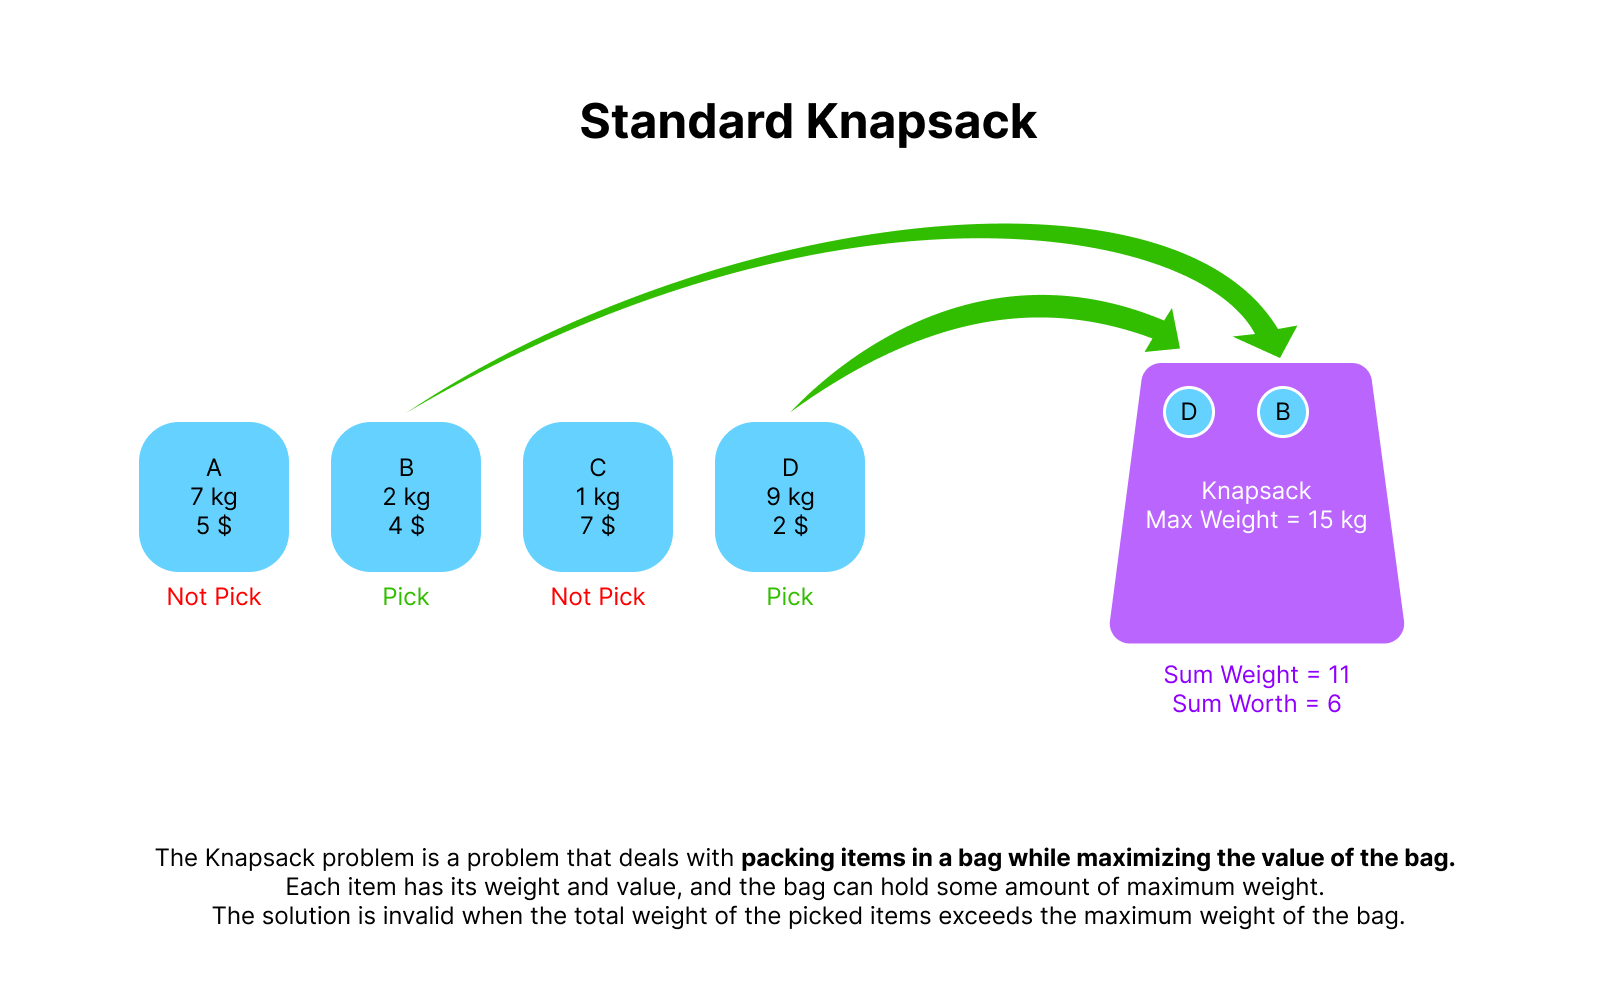 Standard Knapsack
A
7 kg
5 $
Not Pick
B
2 kg
4 $
Pick
C
1 kg
7 $
Not Pick
D
9 kg
2 $
Pick
D
B
Knapsack
Max Weight = 15 kg
Sum Weight = 11
Sum Worth = 6
The Knapsack problem is a problem that deals with packing items in a bag while maximizing the value of the bag.
Each item has its weight and value, and the bag can hold some amount of maximum weight.
The solution is invalid when the total weight of the picked items exceeds the maximum weight of the bag.